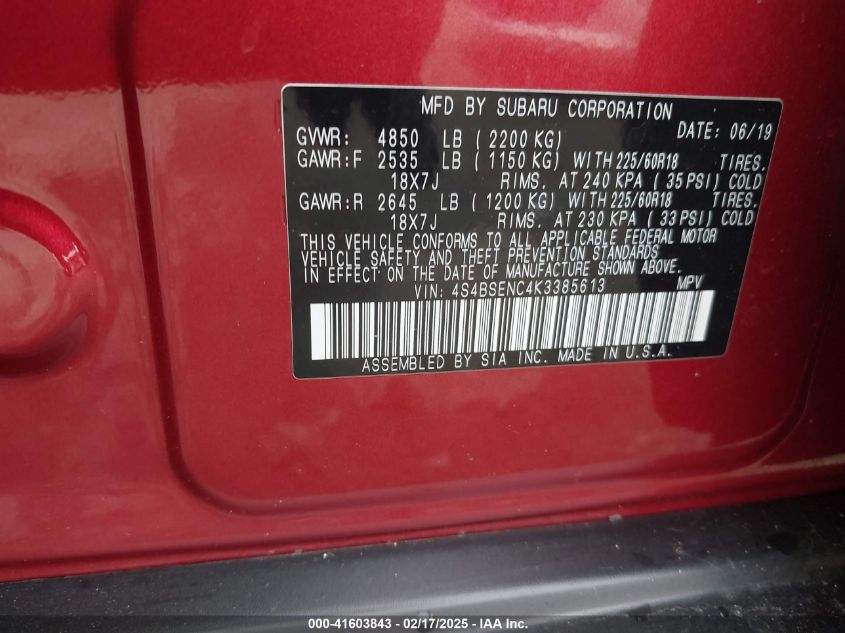 MFD BY SUBARU CORPORATION
DATE: 06/19
GVWR: 4850 LB (2200 KG)
GAWR:F 2535 LB (1150 KG) WITH 225/60R18 TIRES.
18X7J RIMS. AT 240 KPA (35 PSI) COLD
GAWR:R 2645 LB (1200 KG) WITH 225/60R18 TIRES.
18X7J RIMS. AT 230 KPA (33 PSI) COLD
THIS VEHICLE CONFORMS TO ALL APPLICABLE FEDERAL MOTOR
VEHICLE SAFETY AND THEFT PREVENTION STANDARDS
IN EFFECT ON THE DATE OF MANUFACTURE SHOWN ABOVE.
VIN: 4S4BSENC4K3385613 MPV
ASSEMBLED BY SIA INC. MADE IN U.S.A.
000-41603843 - 02/17/2025 - IAA Inc.